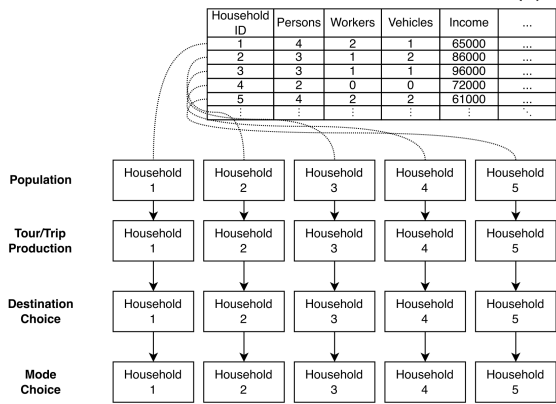 Household ID Persons Workers Vehicles Income ...
1 4 2 1 65000 ...
2 3 1 2 86000 ...
3 3 1 1 96000 ...
4 2 0 0 72000 ...
5 4 2 2 61000 ...
⋮ ⋮ ⋮ ⋮ ⋮ ⋱
Population
Household 1
Household 2
Household 3
Household 4
Household 5
Tour/Trip Production
Household 1
Household 2
Household 3
Household 4
Household 5
Destination Choice
Household 1
Household 2
Household 3
Household 4
Household 5
Mode Choice
Household 1
Household 2
Household 3
Household 4
Household 5